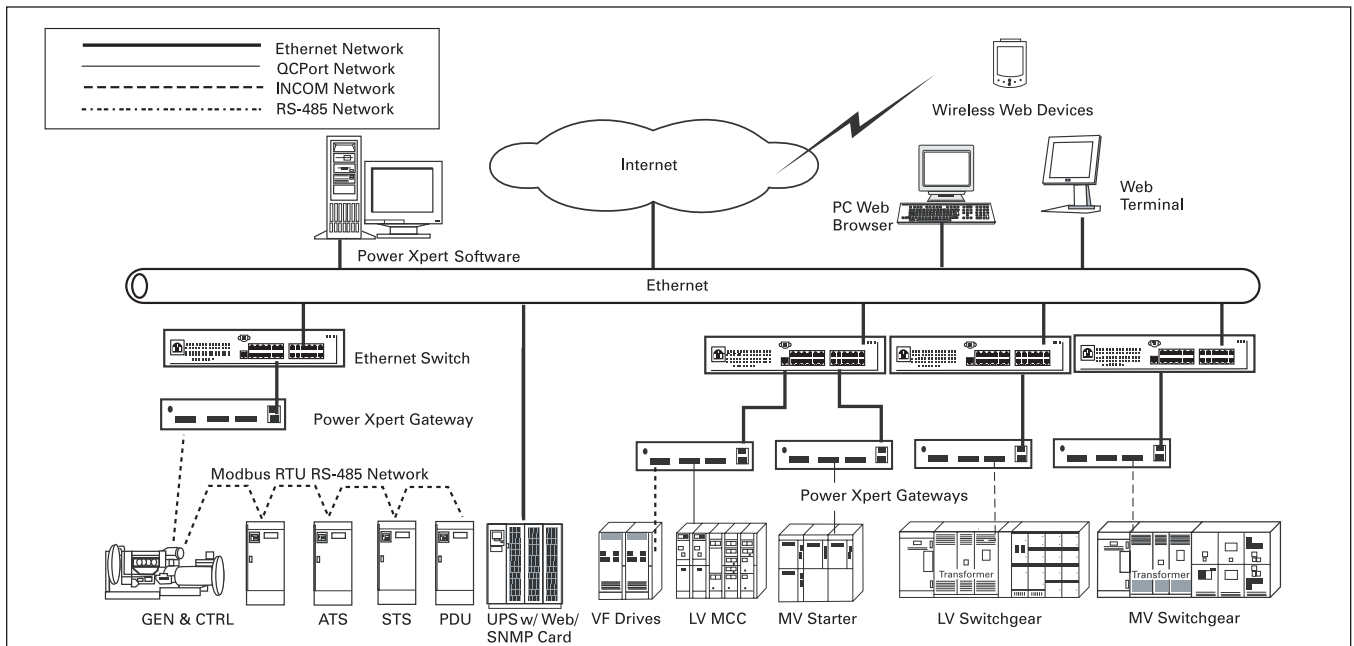 Ethernet Network
QCPort Network
INCOM Network
RS-485 Network
Wireless Web Devices
Internet
PC Web
Browser
Web
Terminal
Power Xpert Software
Ethernet
Ethernet Switch
Power Xpert Gateway
Modbus RTU RS-485 Network
Power Xpert Gateways
Transformer
Transformer
GEN & CTRL
ATS
STS
PDU
UPS w/ Web/
SNMP Card
VF Drives
LV MCC
MV Starter
LV Switchgear
MV Switchgear